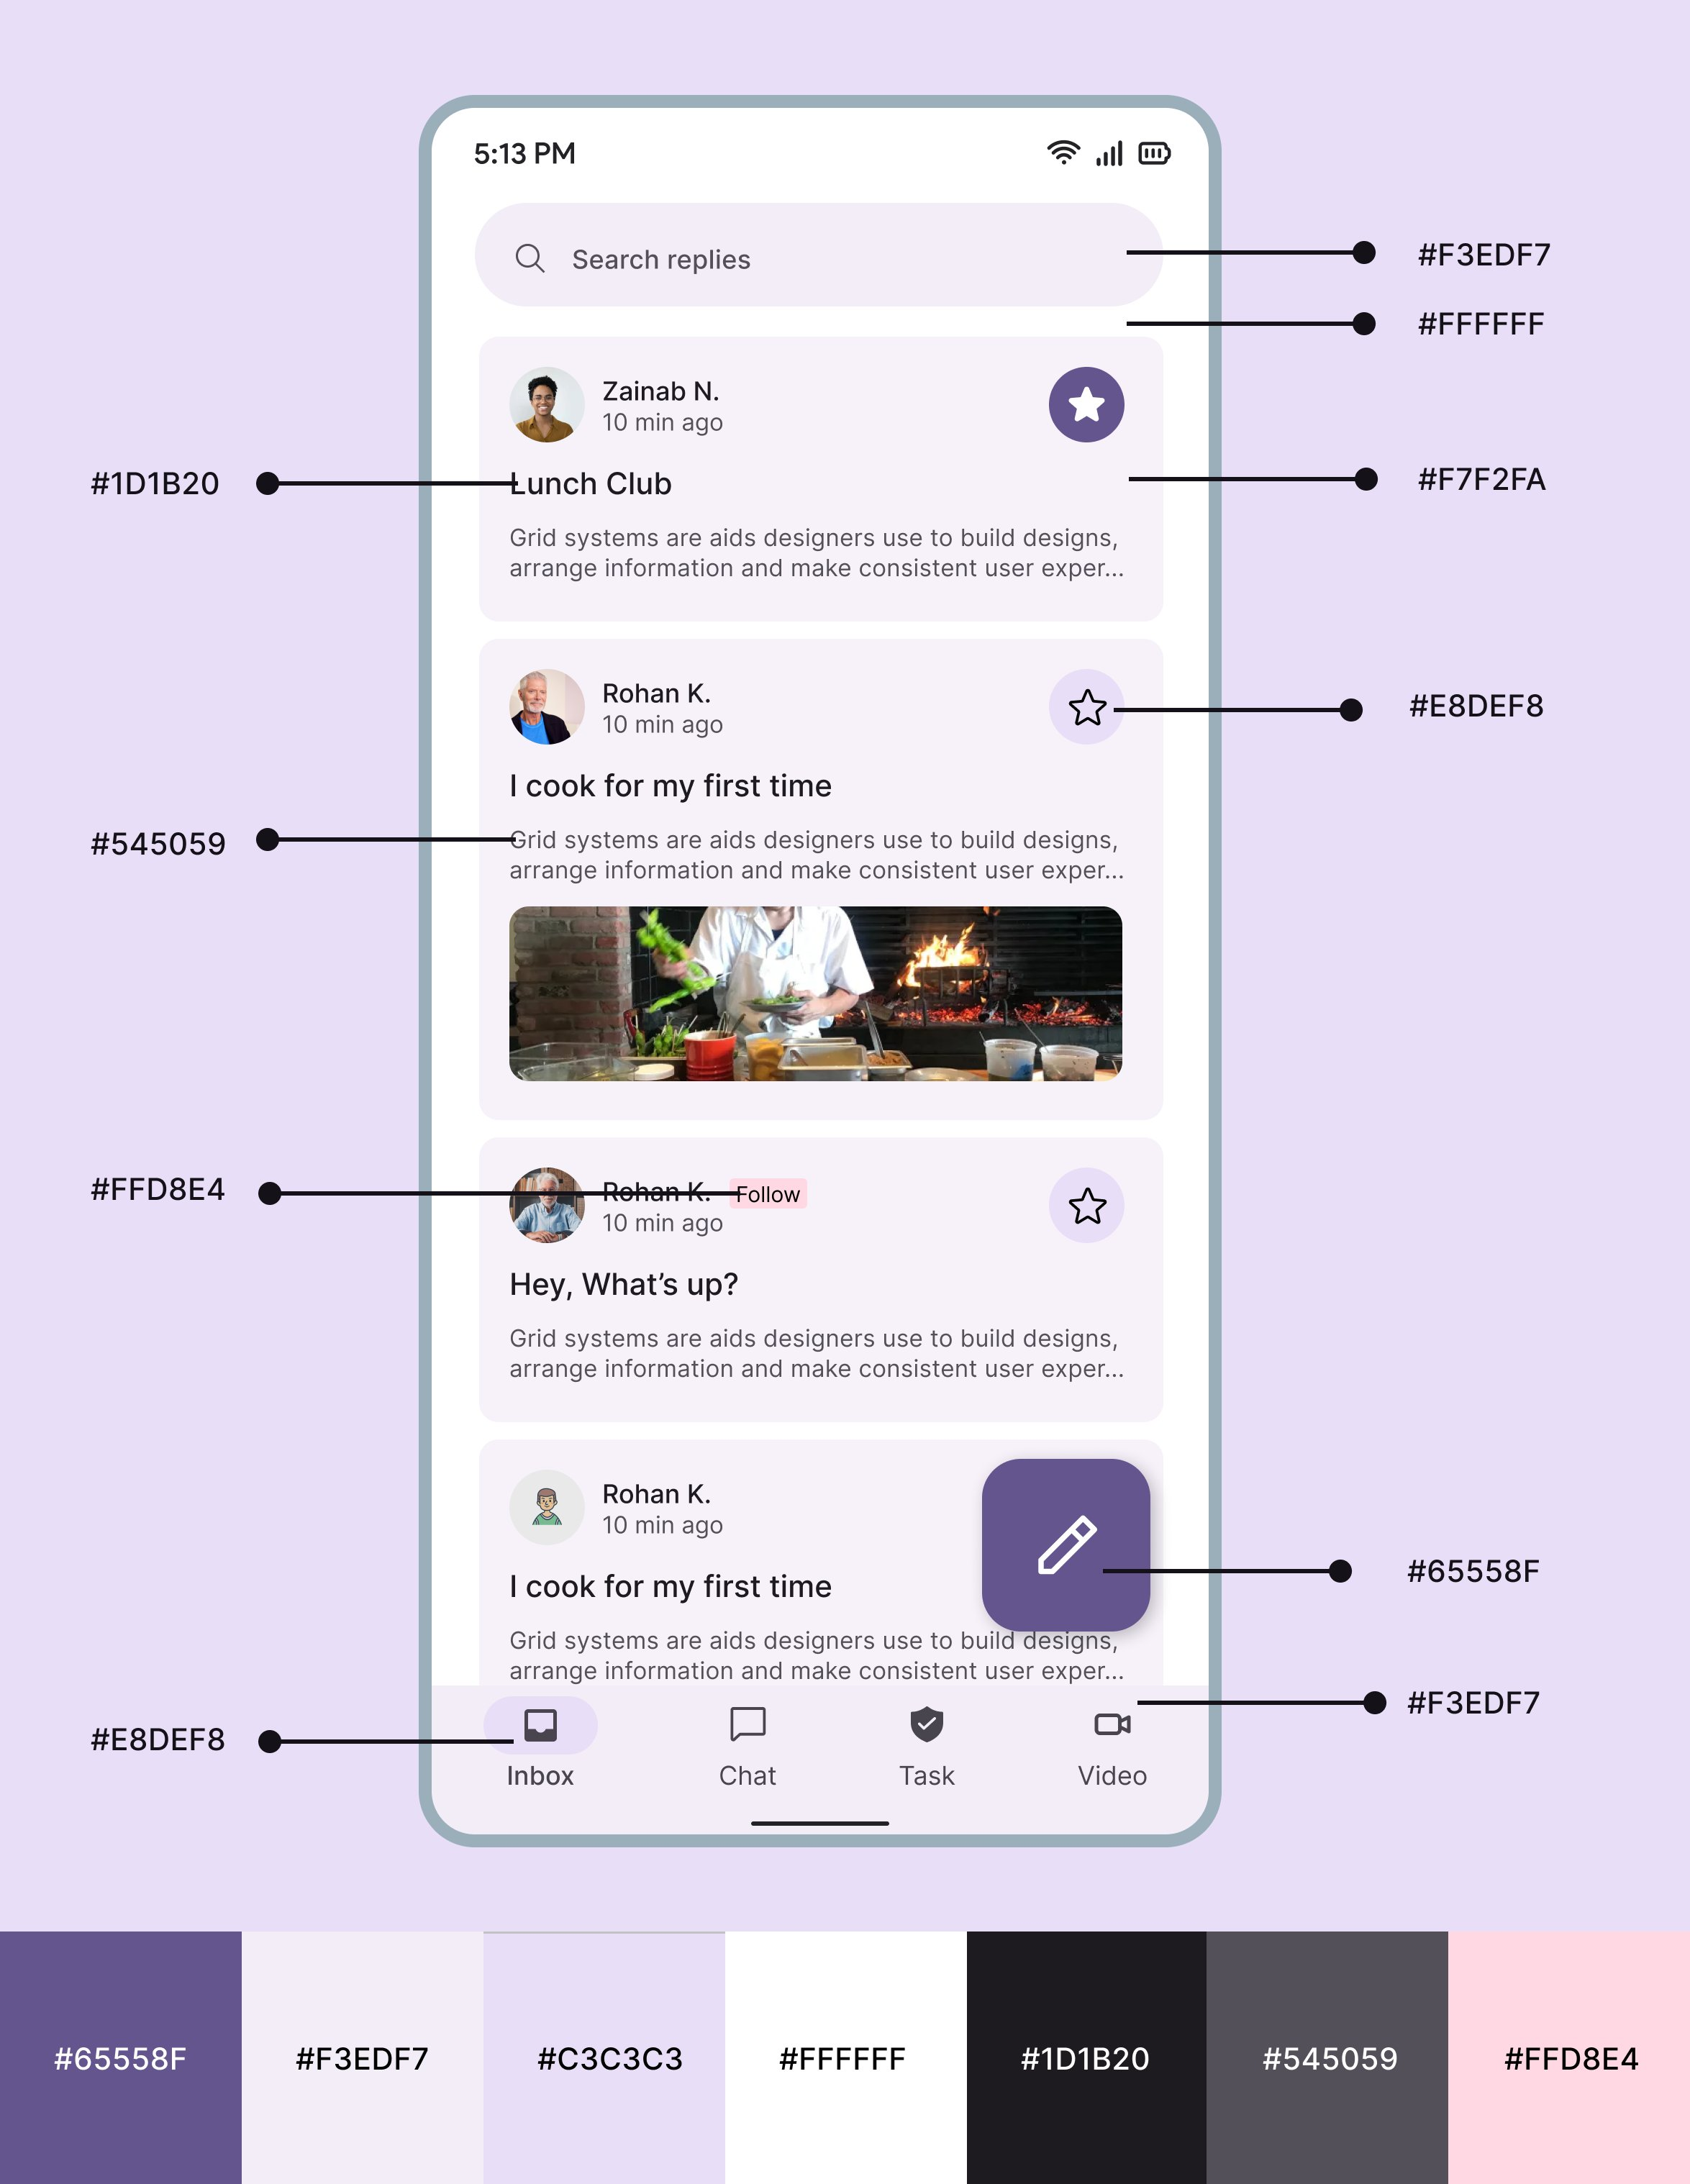 5:13 PM
Search replies
#F3EDF7
#FFFFFF
Zainab N.
10 min ago
#1D1B20
Lunch Club
#F7F2FA
Grid systems are aids designers use to build designs,
arrange information and make consistent user exper...
Rohan K.
10 min ago
#E8DEF8
I cook for my first time
#545059
Grid systems are aids designers use to build designs,
arrange information and make consistent user exper...
#FFD8E4
Rohan K. Follow
10 min ago
Hey, What’s up?
Grid systems are aids designers use to build designs,
arrange information and make consistent user exper...
Rohan K.
10 min ago
I cook for my first time
#65558F
Grid systems are aids designers use to build designs,
arrange information and make consistent user exper...
#F3EDF7
#E8DEF8
Inbox Chat Task Video
#65558F #F3EDF7 #C3C3C3 #FFFFFF #1D1B20 #545059 #FFD8E4